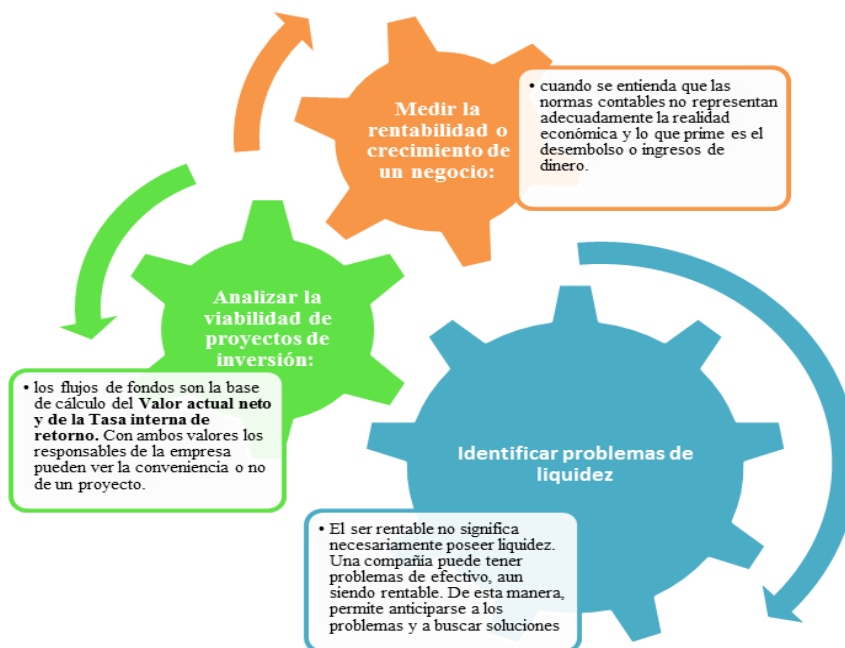 Medir la
rentabilidad o
crecimiento de
un negocio:
• cuando se entienda que las
normas contables no representan
adecuadamente la realidad
económica y lo que prime es el
desembolso o ingresos de
dinero.
Analizar la
viabilidad de
proyectos de
inversión:
• los flujos de fondos son la base
de cálculo del Valor actual neto
y de la Tasa interna de
retorno. Con ambos valores los
responsables de la empresa
pueden ver la conveniencia o no
de un proyecto.
Identificar problemas de
liquidez
• El ser rentable no significa
necesariamente poseer liquidez.
Una compañía puede tener
problemas de efectivo, aun
siendo rentable. De esta manera,
permite anticiparse a los
problemas y a buscar soluciones